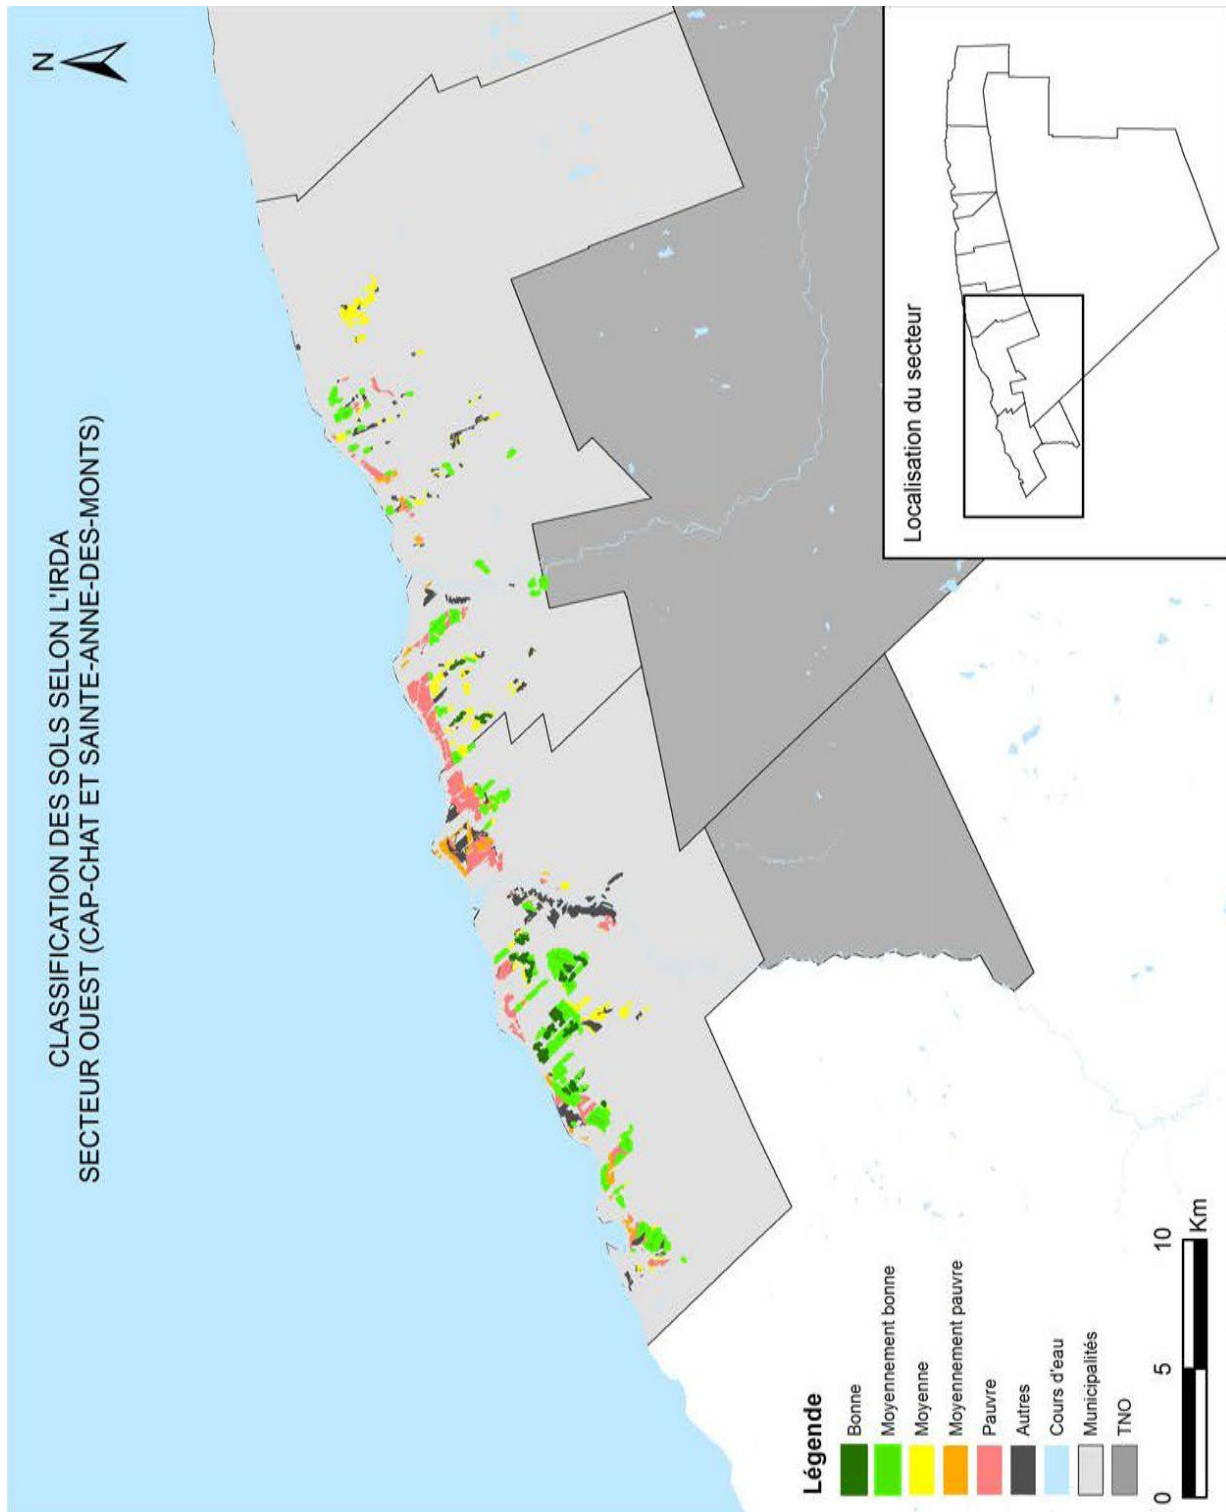 CLASSIFICATION DES SOLS SELON L'IRDA
SECTEUR OUEST (CAP-CHAT ET SAINTE-ANNE-DES-MONTS)
N
Légende
Bonne
Moyennement bonne
Moyenne
Moyennement pauvre
Pauvre
Autres
Cours d'eau
Municipalités
TNO
0
5
10
Km
Localisation du secteur